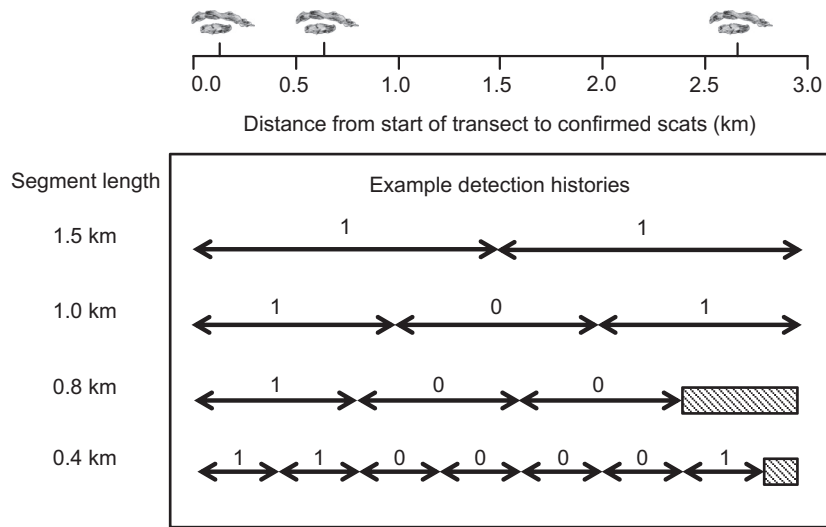 0.0 0.5 1.0 1.5 2.0 2.5 3.0
Distance from start of transect to confirmed scats (km)
Segment length
Example detection histories
1.5 km
1 1
1.0 km
1 0 1
0.8 km
1 0 0
0.4 km
1 1 0 0 0 0 1